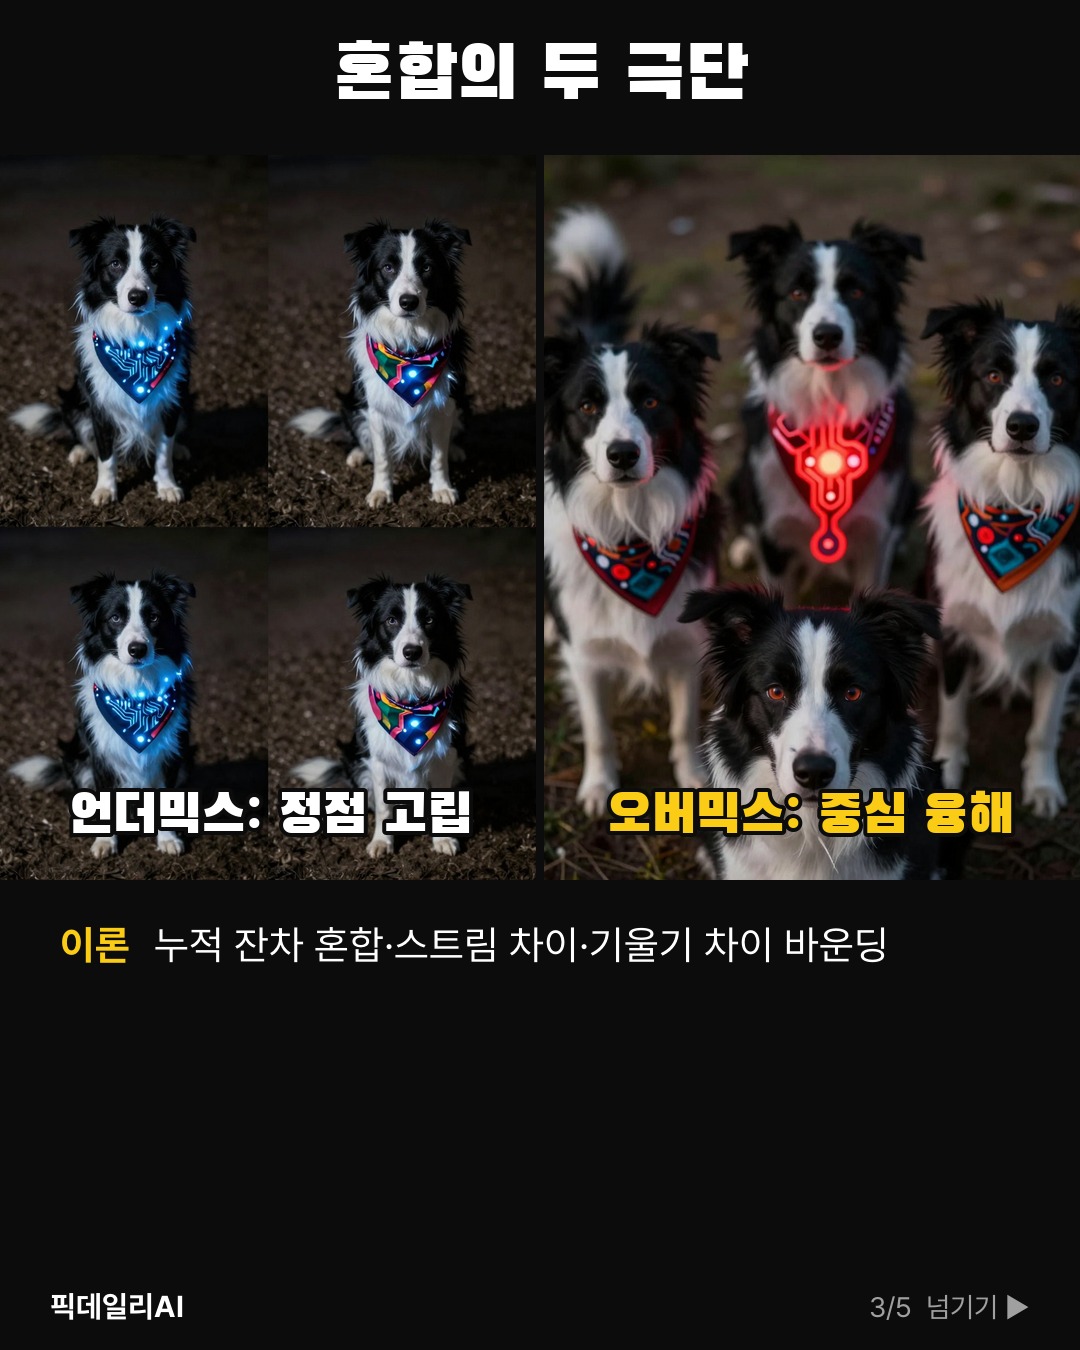 혼합의 두 극단
언더믹스: 정점 고립
오버믹스: 중심 융해
이론 누적 잔차 혼합·스트림 차이·기울기 차이 바운딩
픽데일리AI
3/5 넘기기 ▶